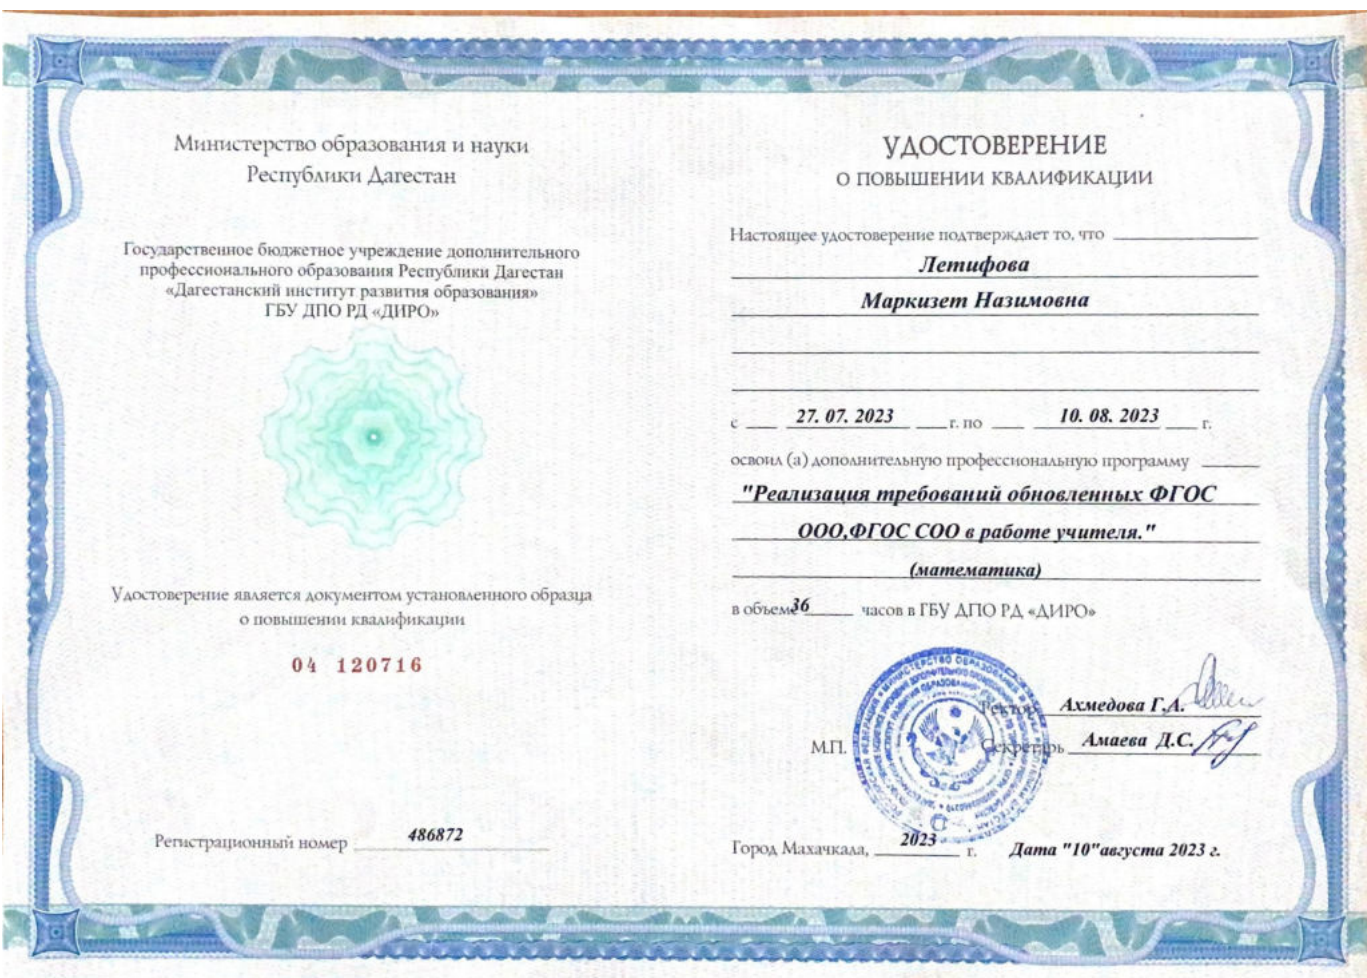 Министерство образования и науки
Республики Дагестан
Государственное бюджетное учреждение дополнительного
профессионального образования Республики Дагестан
«Дагестанский институт развития образования»
ГБУ ДПО РД «ДИРО»
Удостоверение является документом установленного образца
о повышении квалификации
04 120716
Регистрационный номер 486872
УДОСТОВЕРЕНИЕ
О ПОВЫШЕНИИ КВАЛИФИКАЦИИ
Настоящее удостоверение подтверждает то, что
Летифова
Маркизет Назимовна
с 27. 07. 2023 г. по 10. 08. 2023 г.
освоил (а) дополнительную профессиональную программу
"Реализация требований обновленных ФГОС
ООО,ФГОС СОО в работе учителя."
(математика)
в объеме 36 часов в ГБУ ДПО РД «ДИРО»
Ректор Ахмедова Г.А.
М.П. Секретарь Амаева Д.С.
Город Махачкала, 2023 г. Дата "10"августа 2023 г.